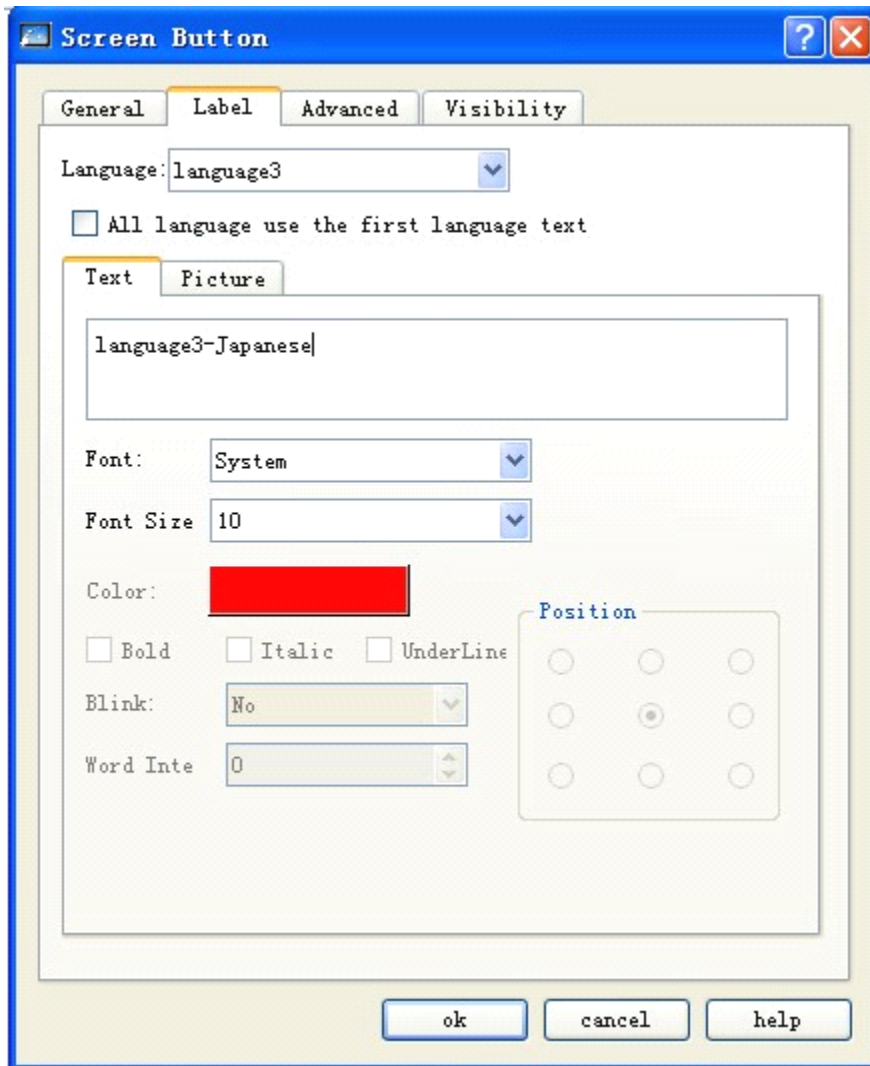 Screen Button
General Label Advanced Visibility
Language: language3
All language use the first language text
Text Picture
language3-Japanese
Font: System
Font Size 10
Color:
Position
Bold Italic UnderLine
Blink: No
Word Inte 0
ok cancel help